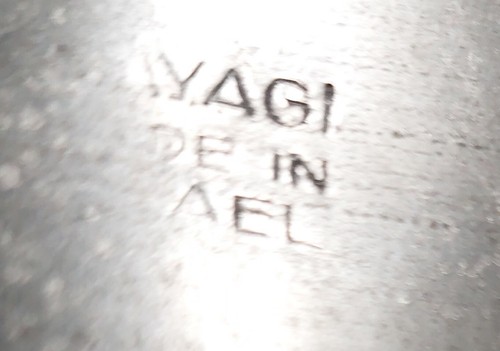 YAGI
DE IN
AEL